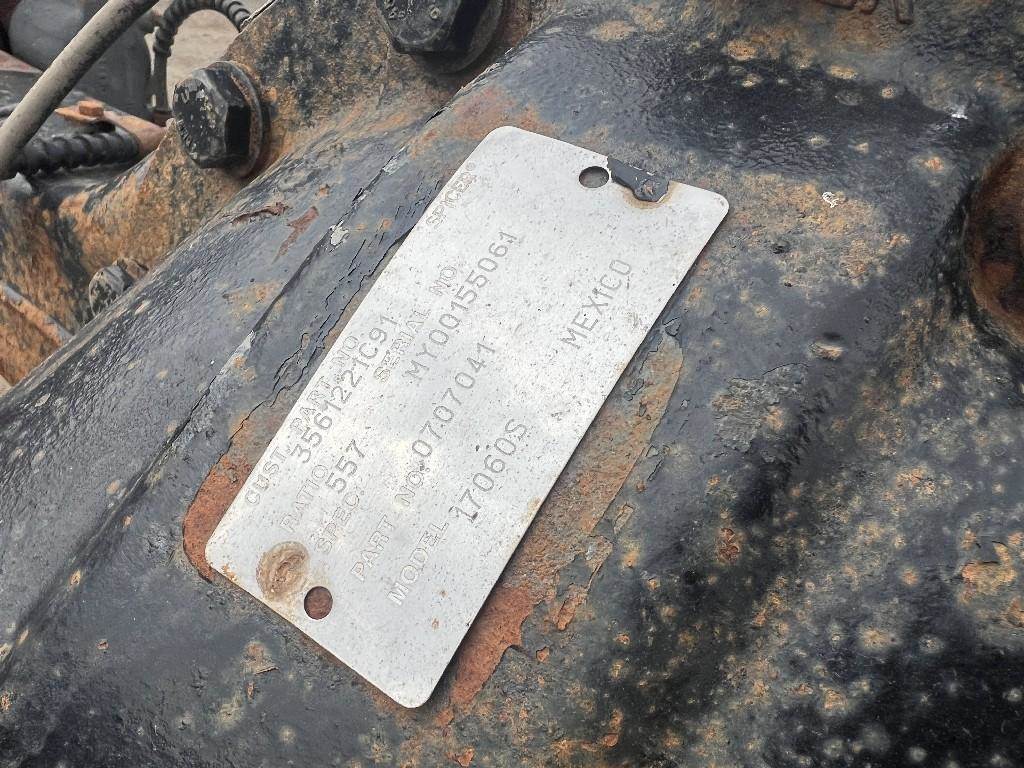 SPICER®
CUST. PART NO.
3561221C91
RATIO SERIAL NO.
557 MY00155061
SPEC.
PART NO. 0707041
MODEL 17060S MEXICO